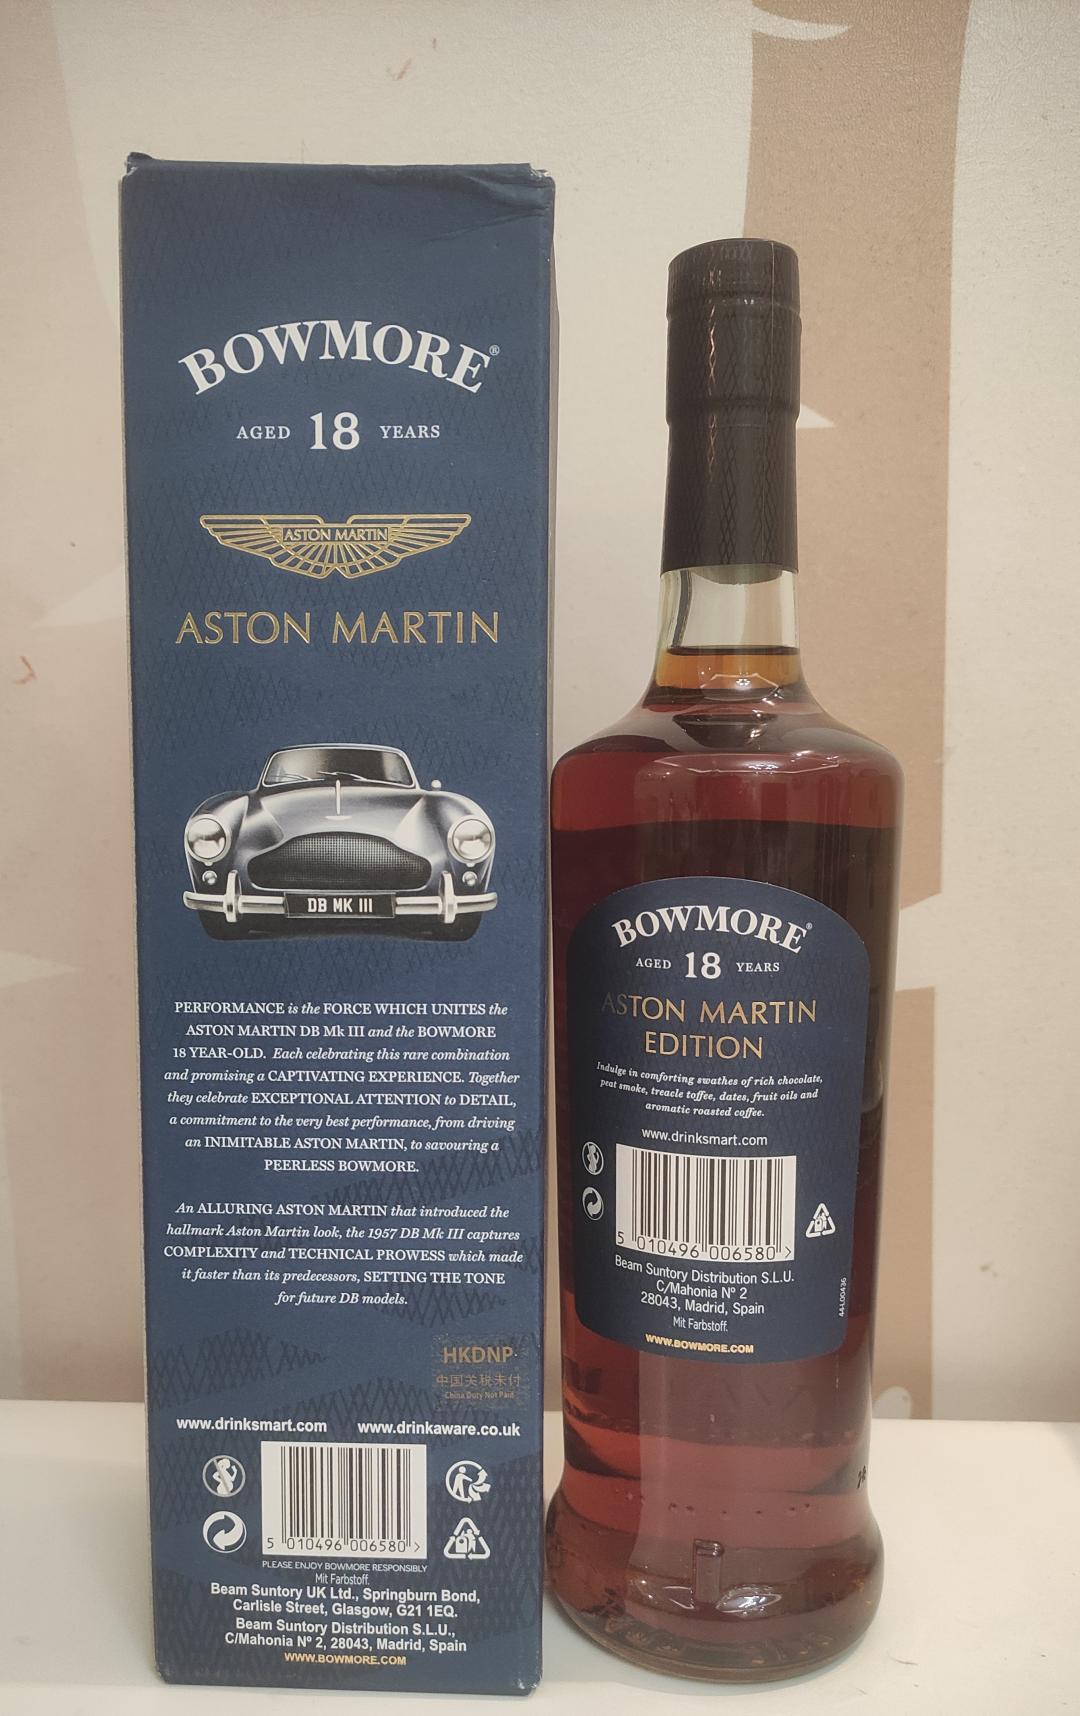 BOWMORE®
AGED 18 YEARS
ASTON MARTIN
ASTON MARTIN
DB MK III
PERFORMANCE is the FORCE WHICH UNITES the
ASTON MARTIN DB Mk III and the BOWMORE
18 YEAR-OLD. Each celebrating this rare combination
and promising a CAPTIVATING EXPERIENCE. Together
they celebrate EXCEPTIONAL ATTENTION to DETAIL,
a commitment to the very best performance, from driving
an INIMITABLE ASTON MARTIN, to savouring a
PEERLESS BOWMORE.
An ALLURING ASTON MARTIN that introduced the
hallmark Aston Martin look, the 1957 DB Mk III captures
COMPLEXITY and TECHNICAL PROWESS which made
it faster than its predecessors, SETTING THE TONE
for future DB models.
HKDNP
中国关税未付
China Duty Not Paid
www.drinksmart.com www.drinkaware.co.uk
5 010496 006580 >
PLEASE ENJOY BOWMORE RESPONSIBLY
Mit Farbstoff.
Beam Suntory UK Ltd., Springburn Bond,
Carlisle Street, Glasgow, G21 1EQ.
Beam Suntory Distribution S.L.U.,
C/Mahonia Nº 2, 28043, Madrid, Spain
WWW.BOWMORE.COM
BOWMORE®
AGED 18 YEARS
ASTON MARTIN
EDITION
Indulge in comforting swathes of rich chocolate,
peat smoke, treacle toffee, dates, fruit oils and
aromatic roasted coffee.
www.drinksmart.com
5 010496 006580 >
Beam Suntory Distribution S.L.U.
C/Mahonia Nº 2
28043, Madrid, Spain
Mit Farbstoff.
WWW.BOWMORE.COM
44-L00436